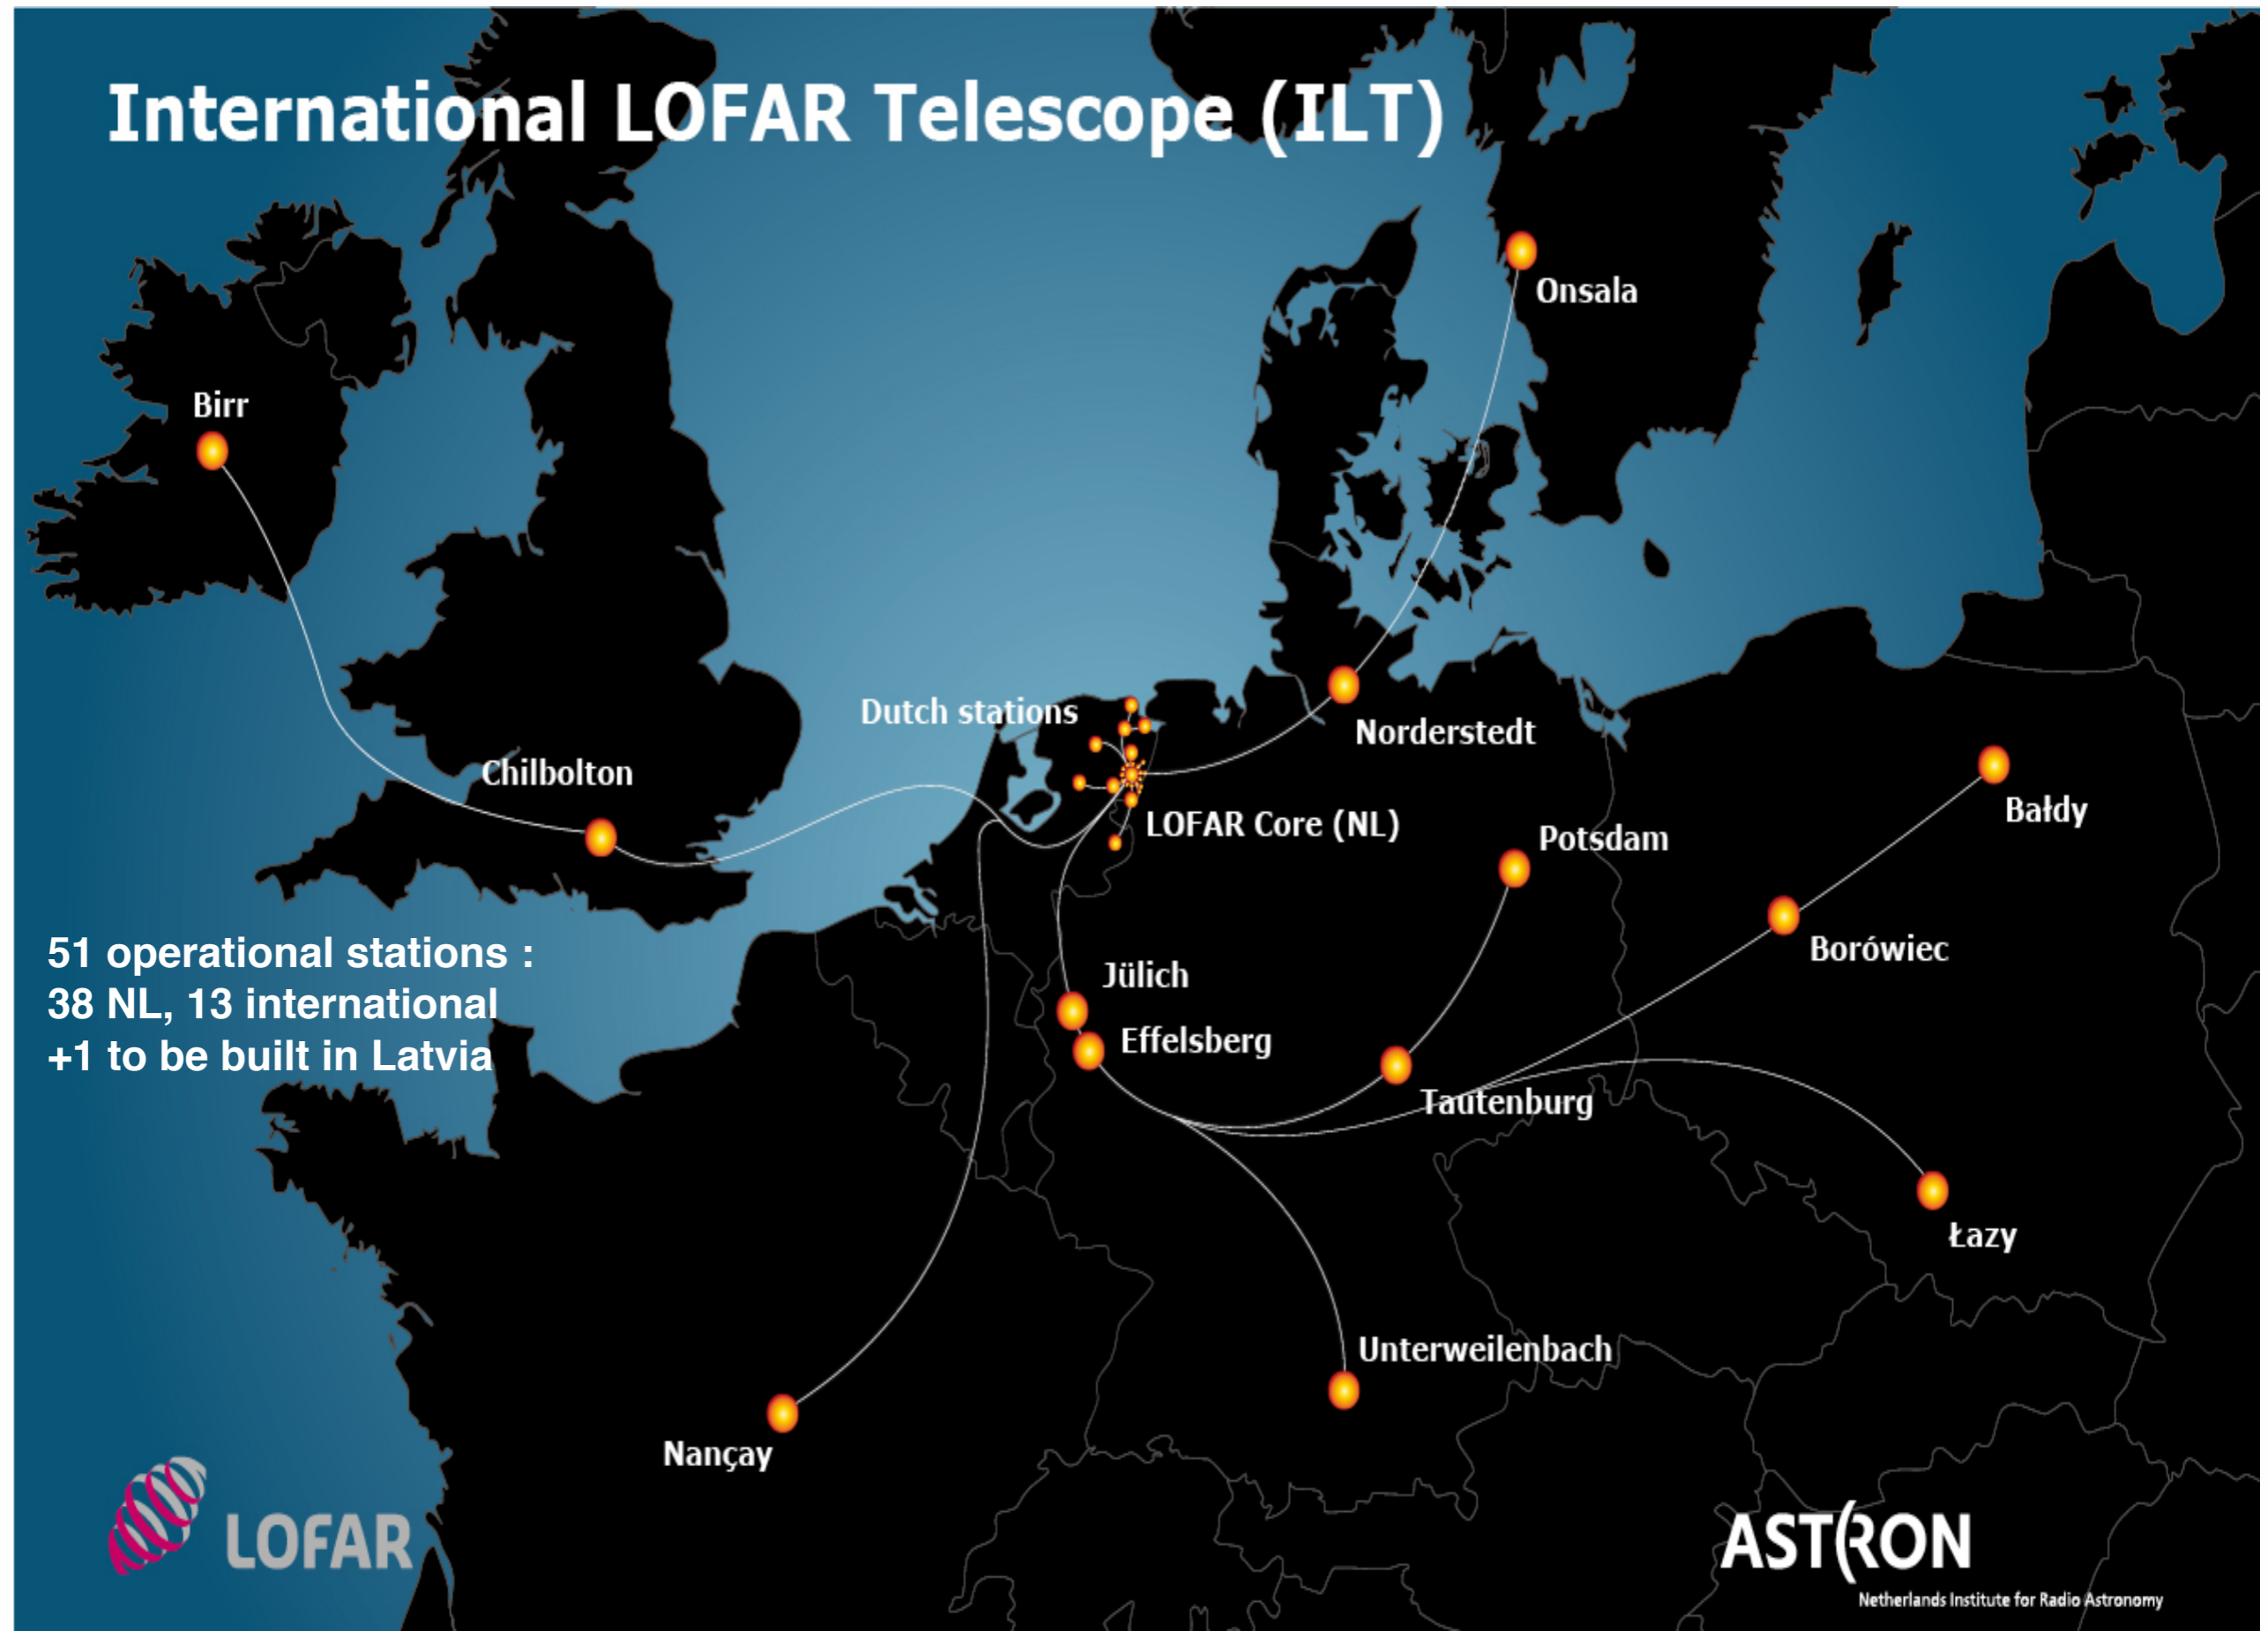 International LOFAR Telescope (ILT)
Onsala
Birr
Dutch stations
Norderstedt
Chilbolton
LOFAR Core (NL)
Potsdam
Bałdy
Borówiec
51 operational stations :
38 NL, 13 international
+1 to be built in Latvia
Jülich
Effelsberg
Tautenburg
Łazy
Unterweilenbach
Nançay
LOFAR
ASTRON
Netherlands Institute for Radio Astronomy